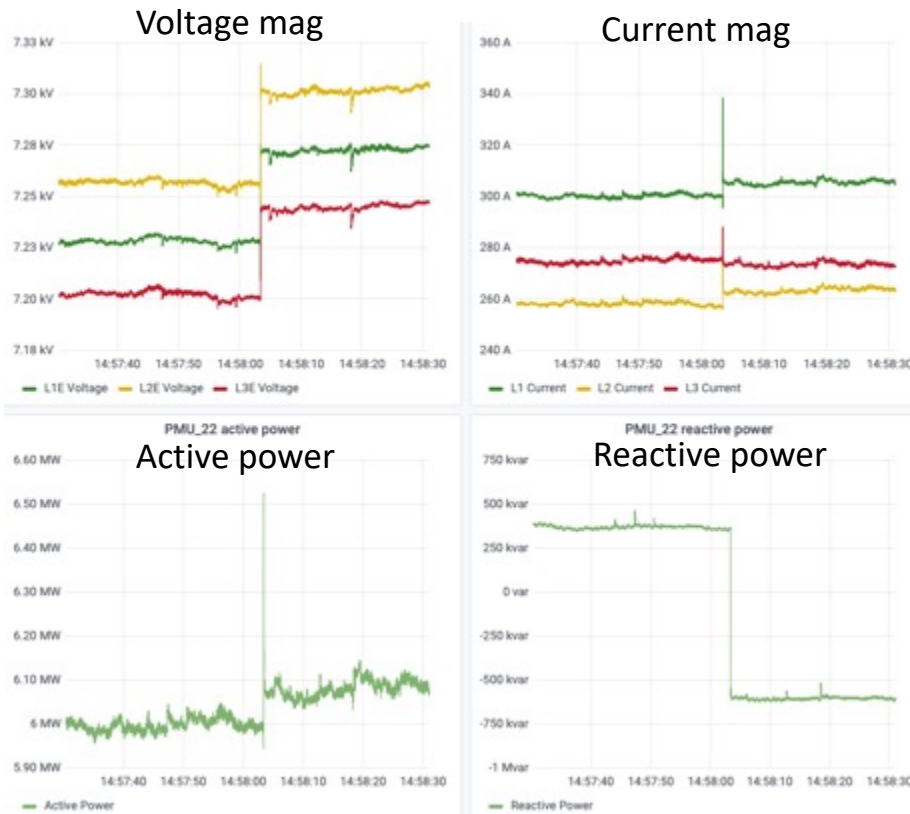 Voltage mag
7.33 kV
7.30 kV
7.28 kV
7.25 kV
7.23 kV
7.20 kV
7.18 kV
14:57:40 14:57:50 14:58:00 14:58:10 14:58:20 14:58:30
L1E Voltage L2E Voltage L3E Voltage
Current mag
360 A
340 A
320 A
300 A
280 A
260 A
240 A
14:57:40 14:57:50 14:58:00 14:58:10 14:58:20 14:58:30
L1 Current L2 Current L3 Current
PMU_22 active power
Active power
6.60 MW
6.50 MW
6.40 MW
6.30 MW
6.20 MW
6.10 MW
6 MW
5.90 MW
14:57:40 14:57:50 14:58:00 14:58:10 14:58:20 14:58:30
Active Power
PMU_22 reactive power
Reactive power
750 kvar
500 kvar
250 kvar
0 var
-250 kvar
-500 kvar
-750 kvar
-1 Mvar
14:57:40 14:57:50 14:58:00 14:58:10 14:58:20 14:58:30
Reactive Power